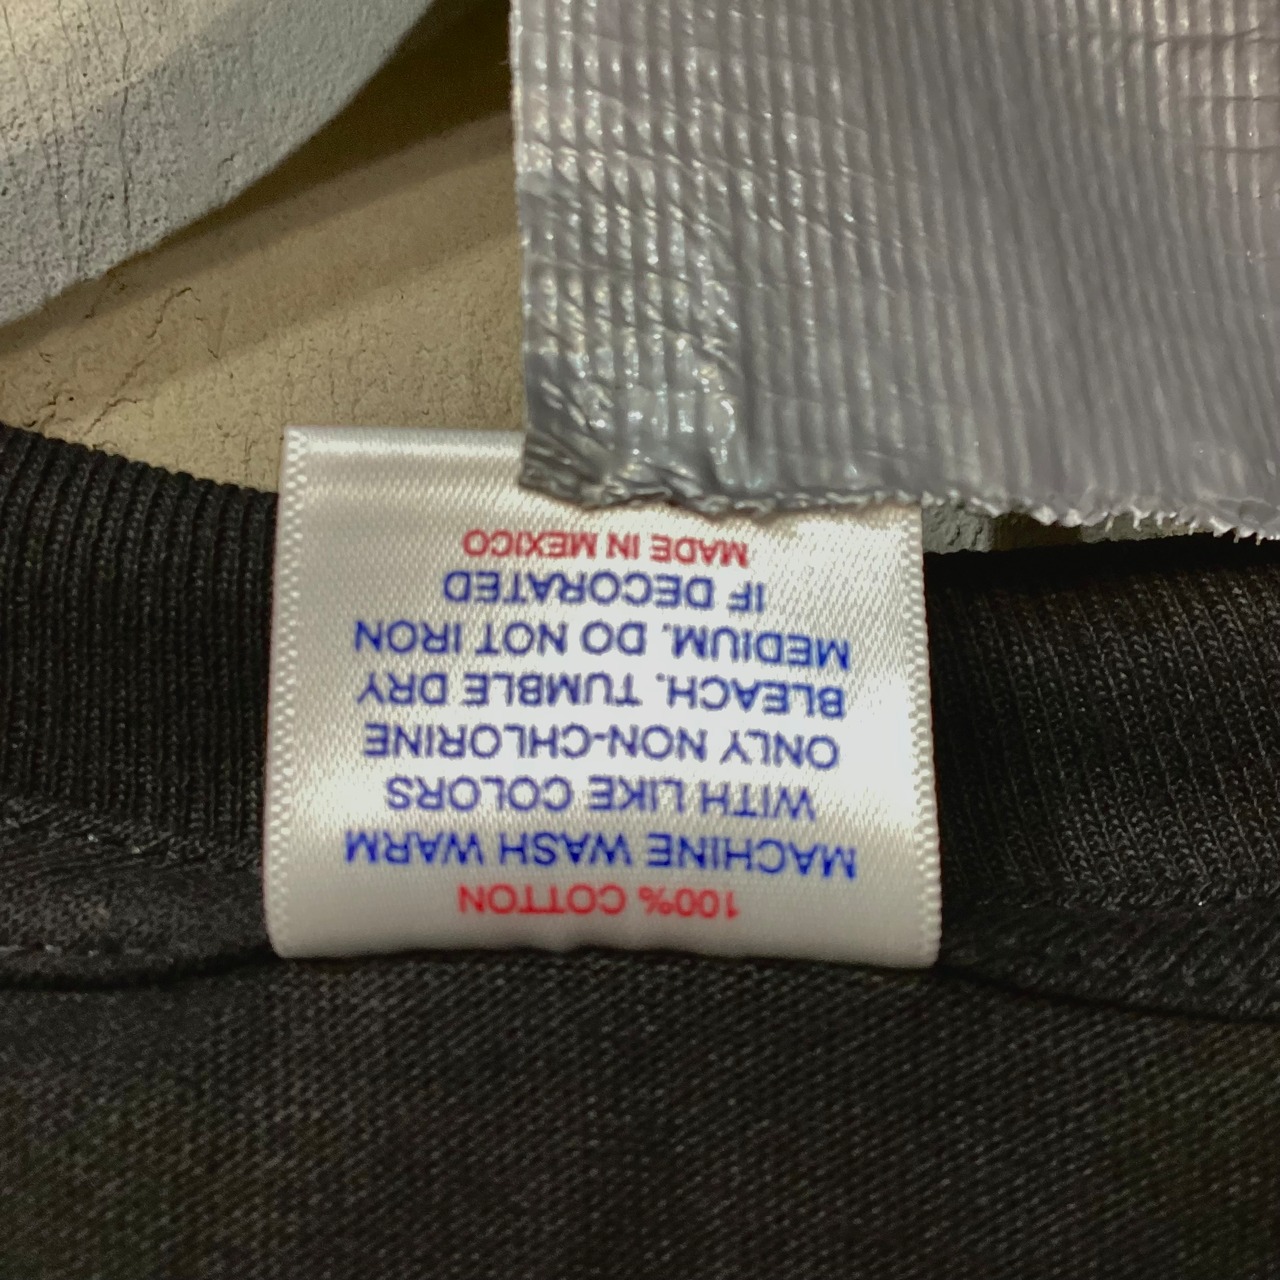 100% COTTON
MACHINE WASH WARM
WITH LIKE COLORS
ONLY NON-CHLORINE
BLEACH. TUMBLE DRY
MEDIUM. DO NOT IRON
IF DECORATED
MADE IN MEXICO